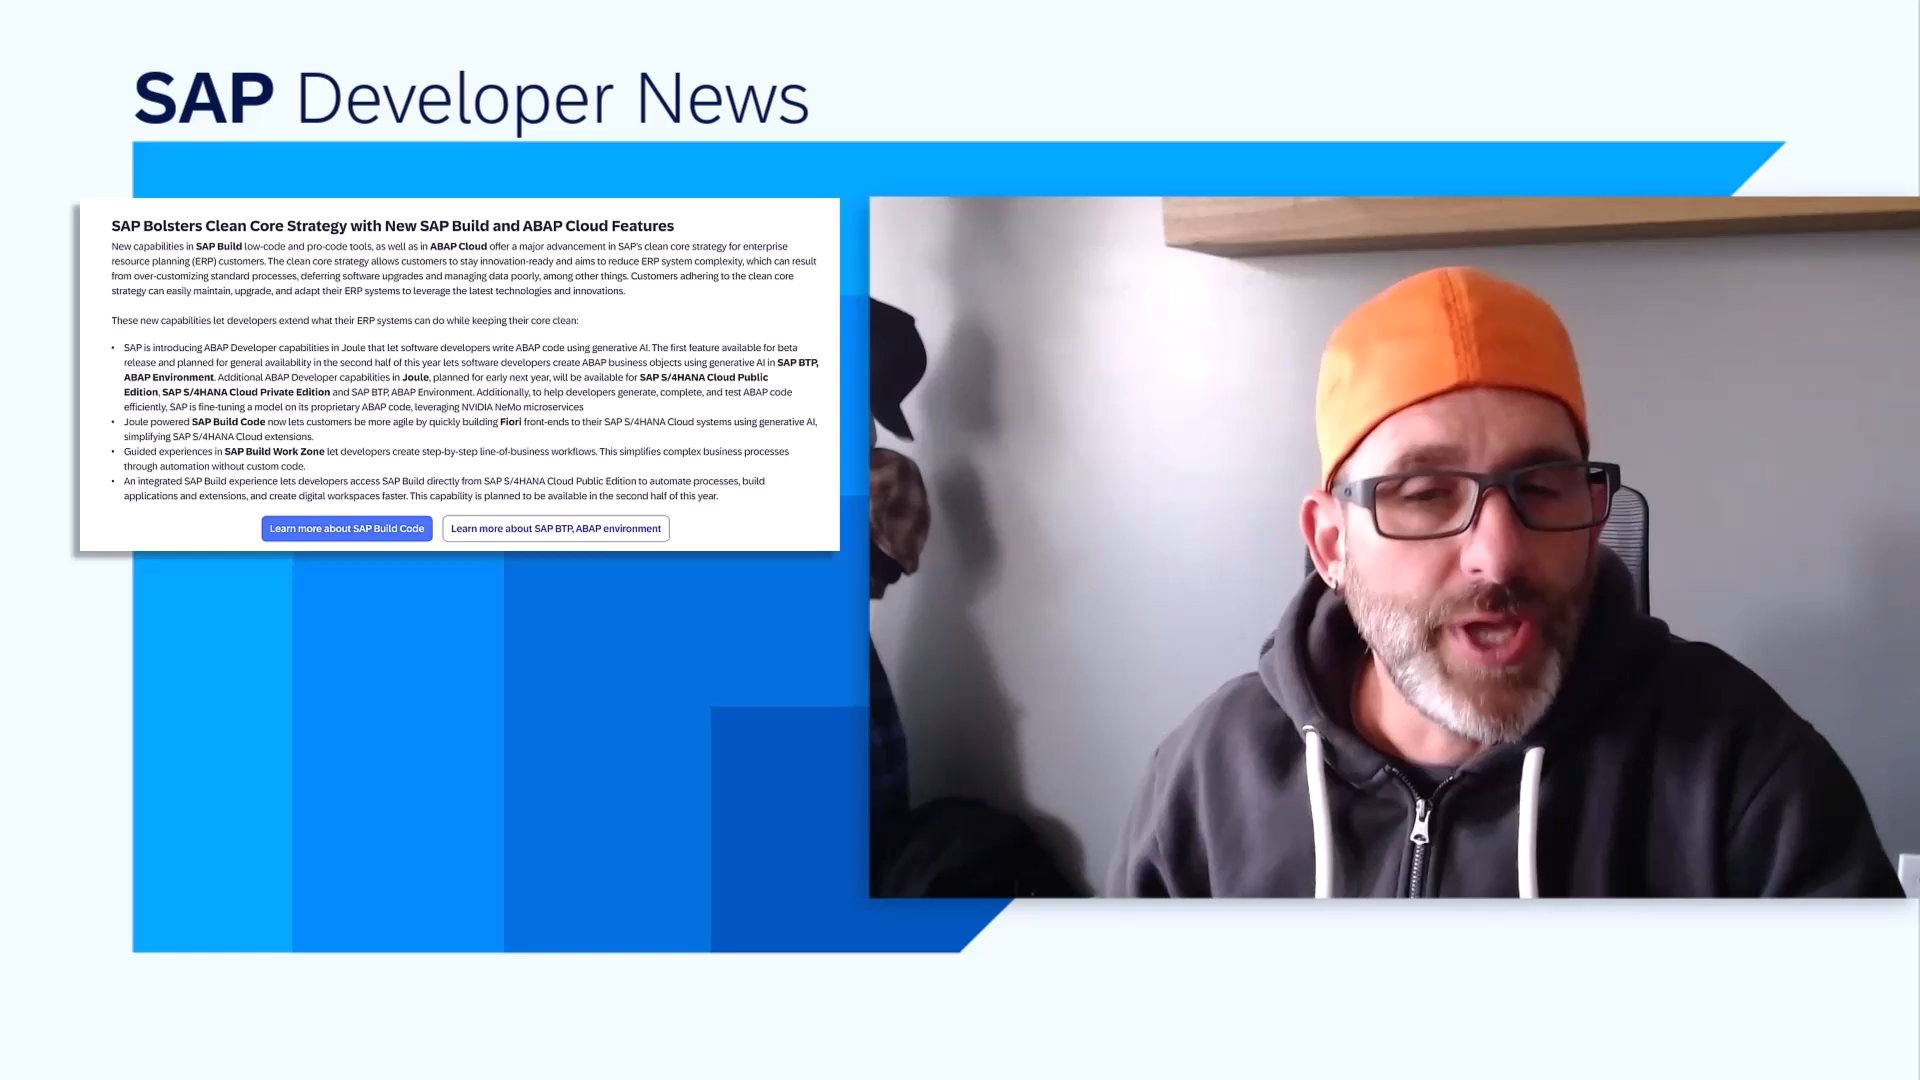 SAP Developer News
SAP Bolsters Clean Core Strategy with New SAP Build and ABAP Cloud Features
New capabilities in SAP Build low-code and pro-code tools, as well as in ABAP Cloud offer a major advancement in SAP's clean core strategy for enterprise
resource planning (ERP) customers. The clean core strategy allows customers to stay innovation-ready and aims to reduce ERP system complexity, which can result
from over-customizing standard processes, deferring software upgrades and managing data poorly, among other things. Customers adhering to the clean core
strategy can easily maintain, upgrade, and adapt their ERP systems to leverage the latest technologies and innovations.
These new capabilities let developers extend what their ERP systems can do while keeping their core clean:
• SAP is introducing ABAP Developer capabilities in Joule that let software developers write ABAP code using generative AI. The first feature available for beta
release and planned for general availability in the second half of this year lets software developers create ABAP business objects using generative AI in SAP BTP,
ABAP Environment. Additional ABAP Developer capabilities in Joule, planned for early next year, will be available for SAP S/4HANA Cloud Public
Edition, SAP S/4HANA Cloud Private Edition and SAP BTP, ABAP Environment. Additionally, to help developers generate, complete, and test ABAP code
efficiently, SAP is fine-tuning a model on its proprietary ABAP code, leveraging NVIDIA NeMo microservices
• Joule powered SAP Build Code now lets customers be more agile by quickly building Fiori front-ends to their SAP S/4HANA Cloud systems using generative AI,
simplifying SAP S/4HANA Cloud extensions.
• Guided experiences in SAP Build Work Zone let developers create step-by-step line-of-business workflows. This simplifies complex business processes
through automation without custom code.
• An integrated SAP Build experience lets developers access SAP Build directly from SAP S/4HANA Cloud Public Edition to automate processes, build
applications and extensions, and create digital workspaces faster. This capability is planned to be available in the second half of this year.
Learn more about SAP Build Code
Learn more about SAP BTP, ABAP environment